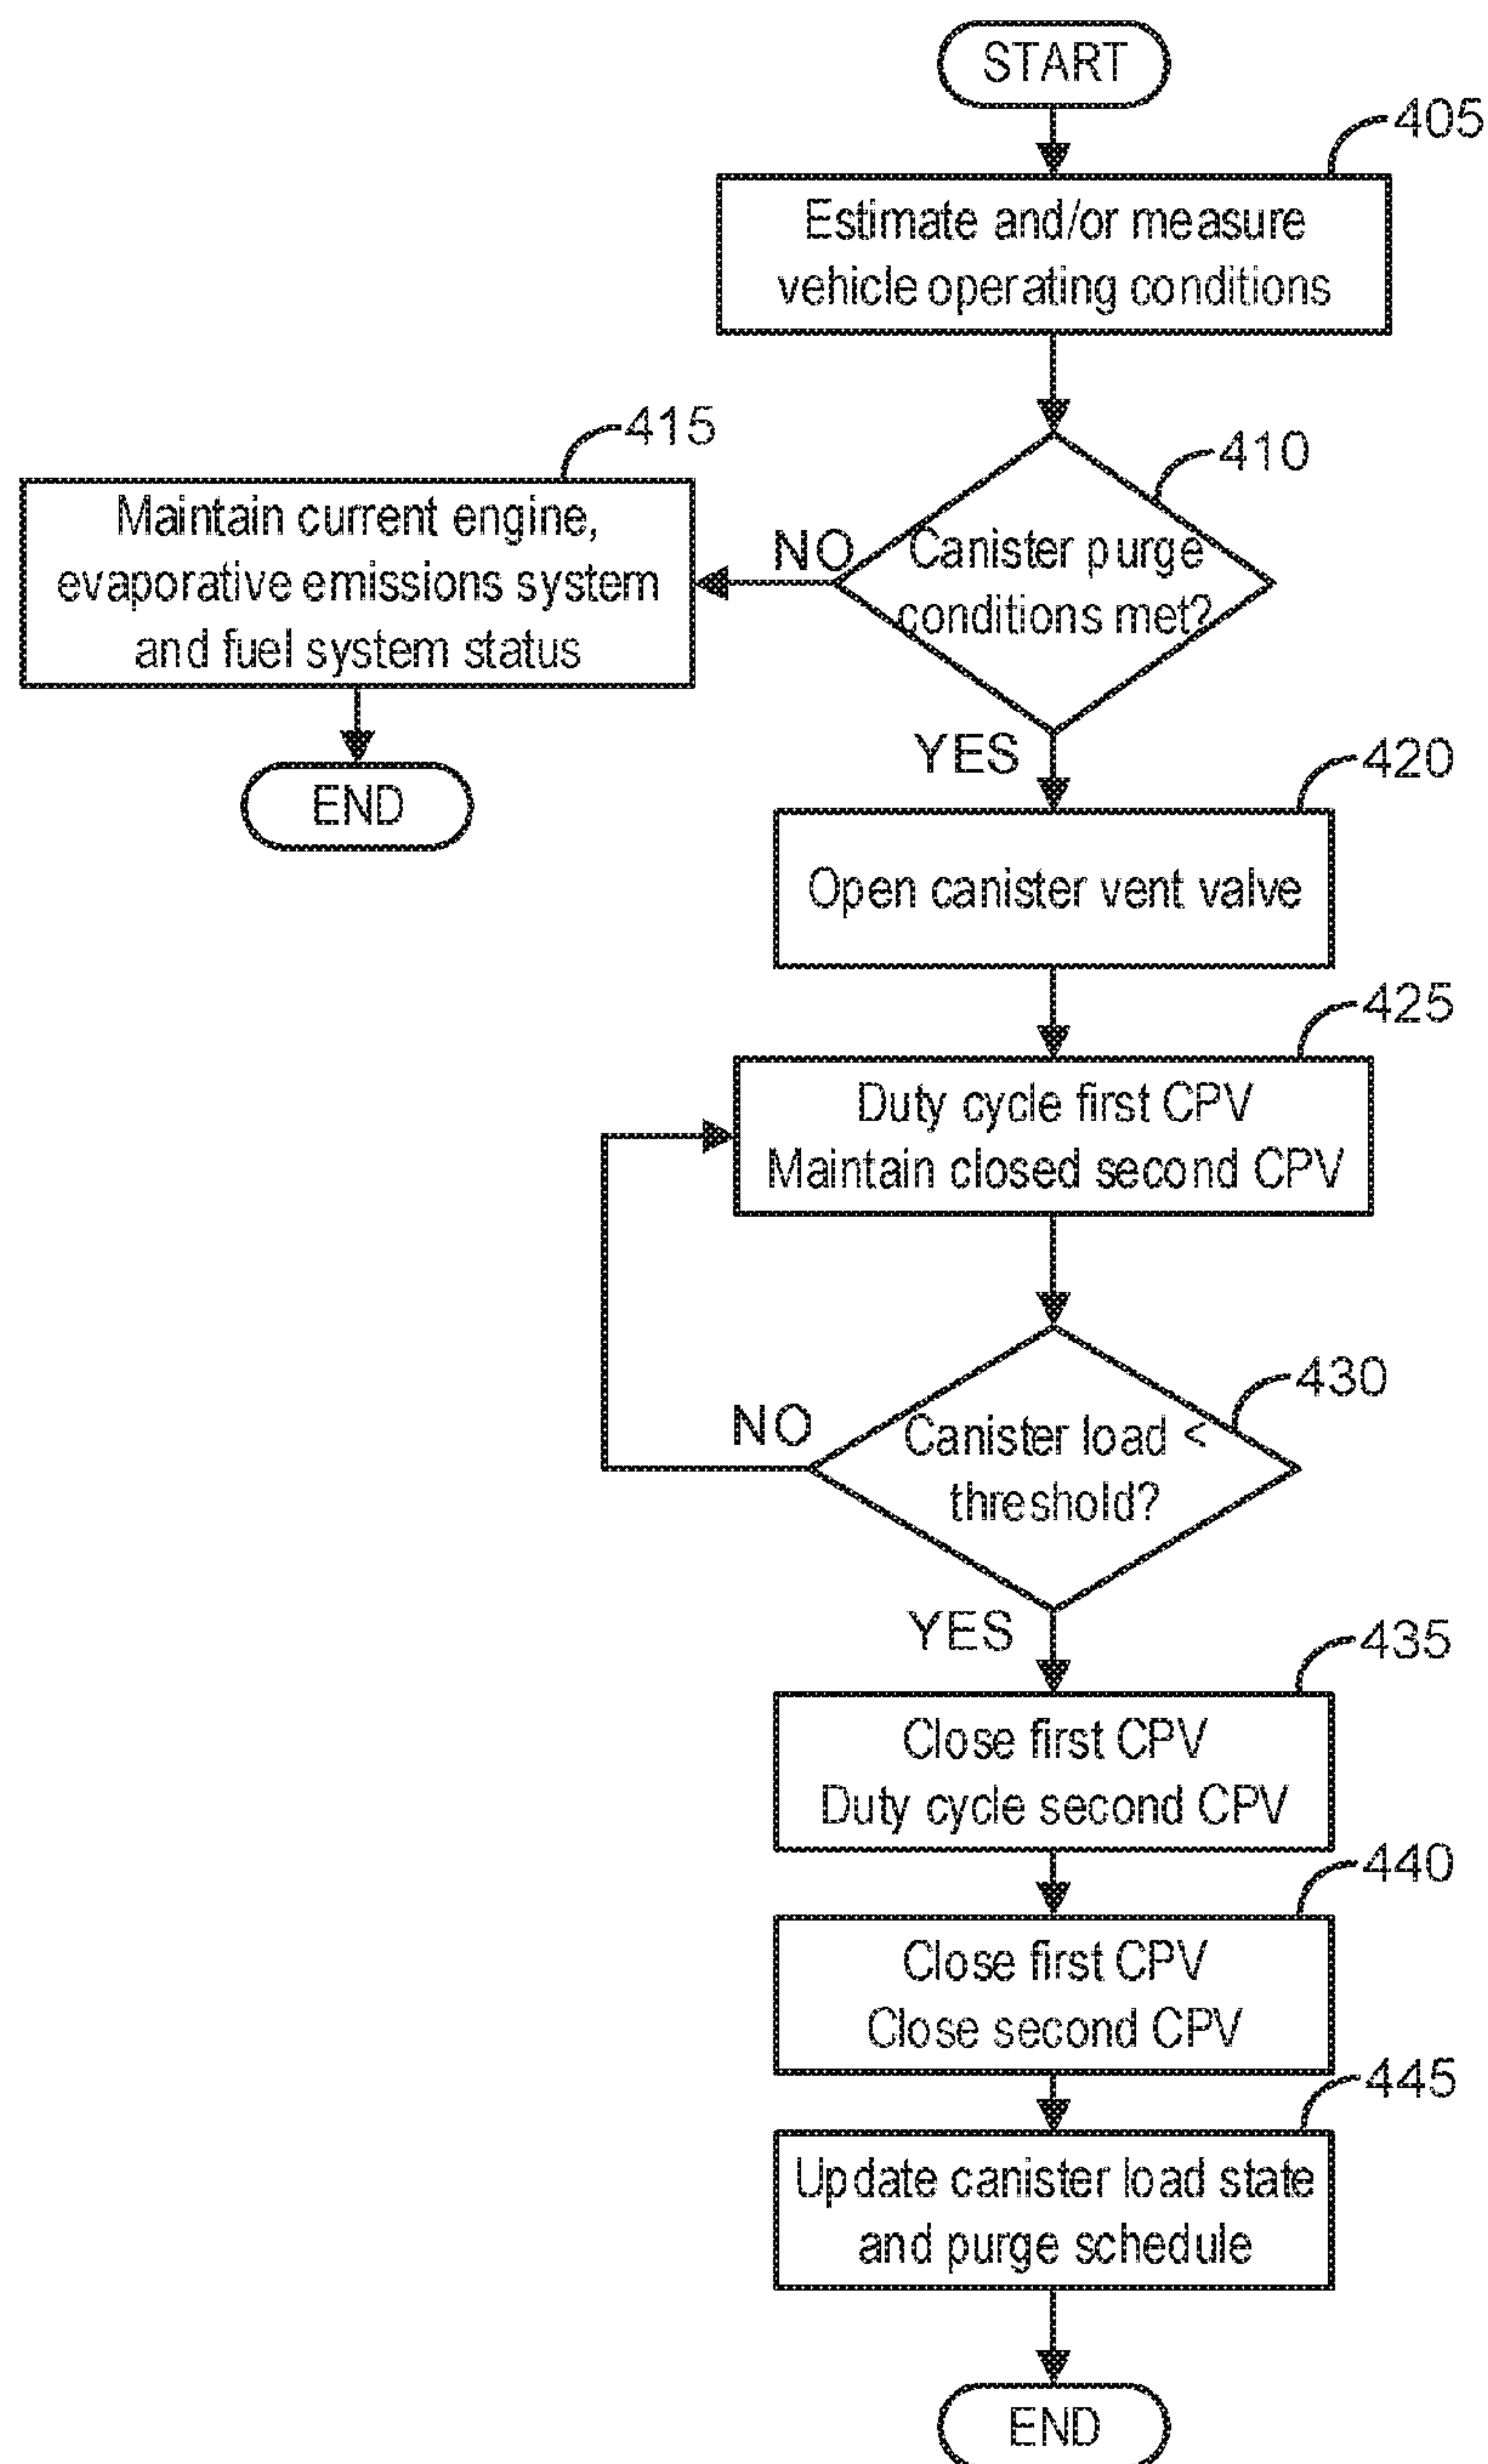 START
405
Estimate and/or measure
vehicle operating conditions
415
410
Maintain current engine,
evaporative emissions system
and fuel system status
NO
Canister purge
conditions met?
END
YES
420
Open canister vent valve
425
Duty cycle first CPV
Maintain closed second CPV
430
NO
Canister load <
threshold?
YES
435
Close first CPV
Duty cycle second CPV
440
Close first CPV
Close second CPV
445
Update canister load state
and purge schedule
END